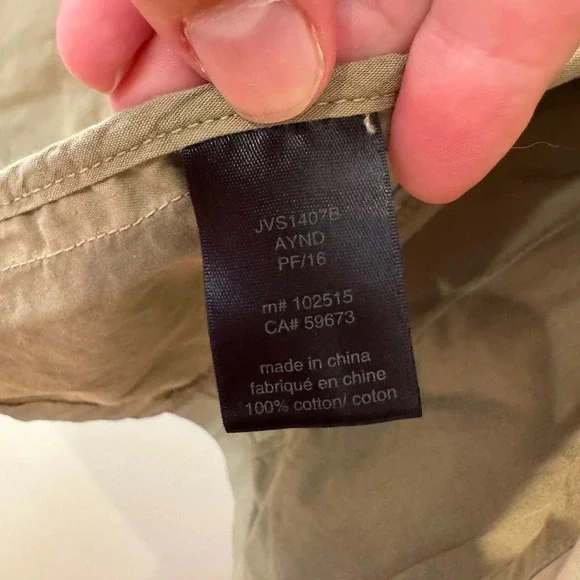 JVS1407B
AYND
PF/16
rn# 102515
CA# 59673
made in china
fabriqué en chine
100% cotton/ coton